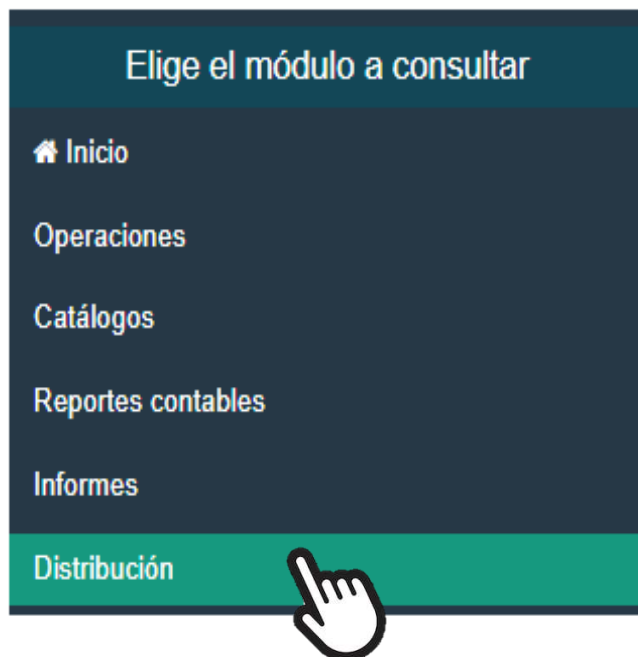 Elige el módulo a consultar
Inicio
Operaciones
Catálogos
Reportes contables
Informes
Distribución